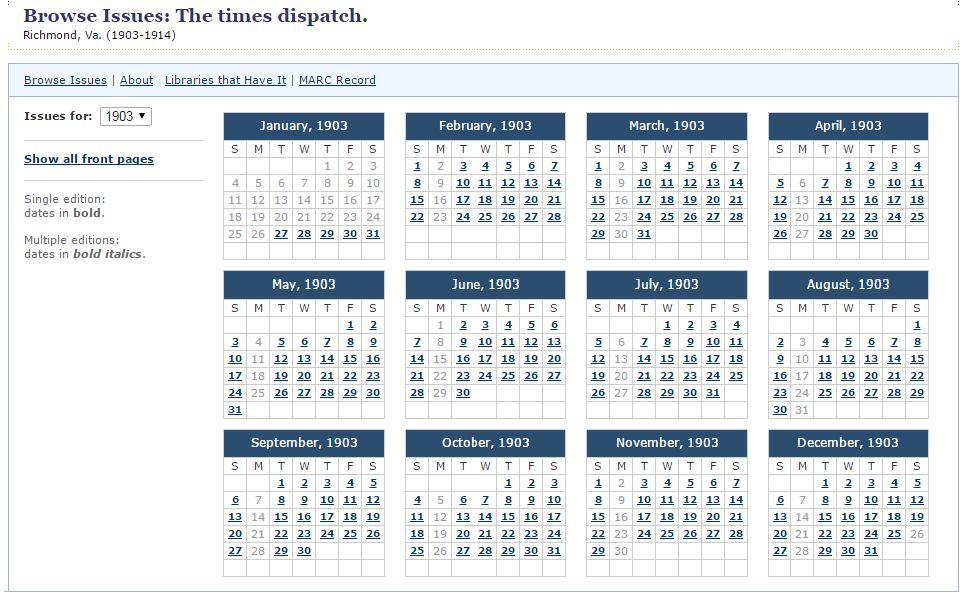 Browse Issues: The times dispatch.
Richmond, Va. (1903-1914)
Browse Issues | About | Libraries that Have It | MARC Record
Issues for: 1903 ▼
Show all front pages
Single edition:
dates in bold.
Multiple editions:
dates in bold italics.
January, 1903
S M T W T F S
1 2 3
4 5 6 7 8 9 10
11 12 13 14 15 16 17
18 19 20 21 22 23 24
25 26 27 28 29 30 31
February, 1903
S M T W T F S
1 2 3 4 5 6 7
8 9 10 11 12 13 14
15 16 17 18 19 20 21
22 23 24 25 26 27 28
March, 1903
S M T W T F S
1 2 3 4 5 6 7
8 9 10 11 12 13 14
15 16 17 18 19 20 21
22 23 24 25 26 27 28
29 30 31
April, 1903
S M T W T F S
1 2 3 4
5 6 7 8 9 10 11
12 13 14 15 16 17 18
19 20 21 22 23 24 25
26 27 28 29 30
May, 1903
S M T W T F S
1 2
3 4 5 6 7 8 9
10 11 12 13 14 15 16
17 18 19 20 21 22 23
24 25 26 27 28 29 30
31
June, 1903
S M T W T F S
1 2 3 4 5 6
7 8 9 10 11 12 13
14 15 16 17 18 19 20
21 22 23 24 25 26 27
28 29 30
July, 1903
S M T W T F S
1 2 3 4
5 6 7 8 9 10 11
12 13 14 15 16 17 18
19 20 21 22 23 24 25
26 27 28 29 30 31
August, 1903
S M T W T F S
1
2 3 4 5 6 7 8
9 10 11 12 13 14 15
16 17 18 19 20 21 22
23 24 25 26 27 28 29
30 31
September, 1903
S M T W T F S
1 2 3 4 5
6 7 8 9 10 11 12
13 14 15 16 17 18 19
20 21 22 23 24 25 26
27 28 29 30
October, 1903
S M T W T F S
1 2 3
4 5 6 7 8 9 10
11 12 13 14 15 16 17
18 19 20 21 22 23 24
25 26 27 28 29 30 31
November, 1903
S M T W T F S
1 2 3 4 5 6 7
8 9 10 11 12 13 14
15 16 17 18 19 20 21
22 23 24 25 26 27 28
29 30
December, 1903
S M T W T F S
1 2 3 4 5
6 7 8 9 10 11 12
13 14 15 16 17 18 19
20 21 22 23 24 25 26
27 28 29 30 31